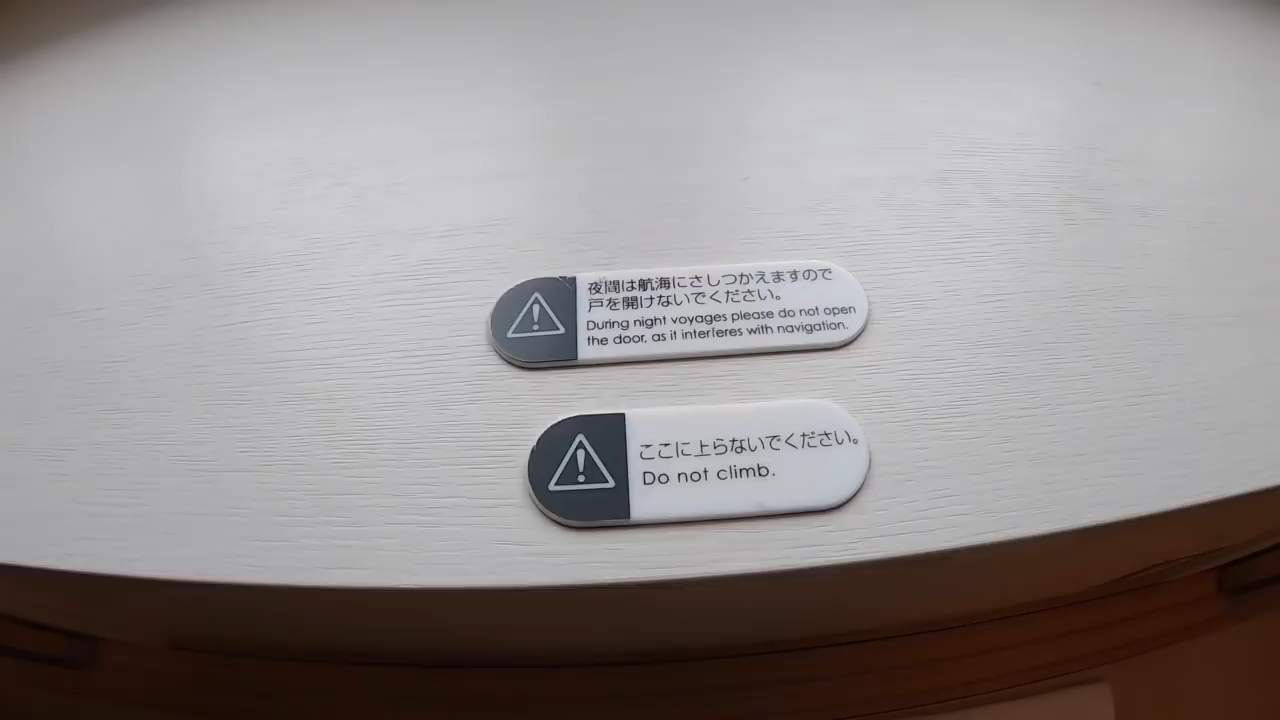 夜間は航海にさしつかえますので
戸を開けないでください。
During night voyages please do not open
the door, as it interferes with navigation.
ここに上らないでください。
Do not climb.